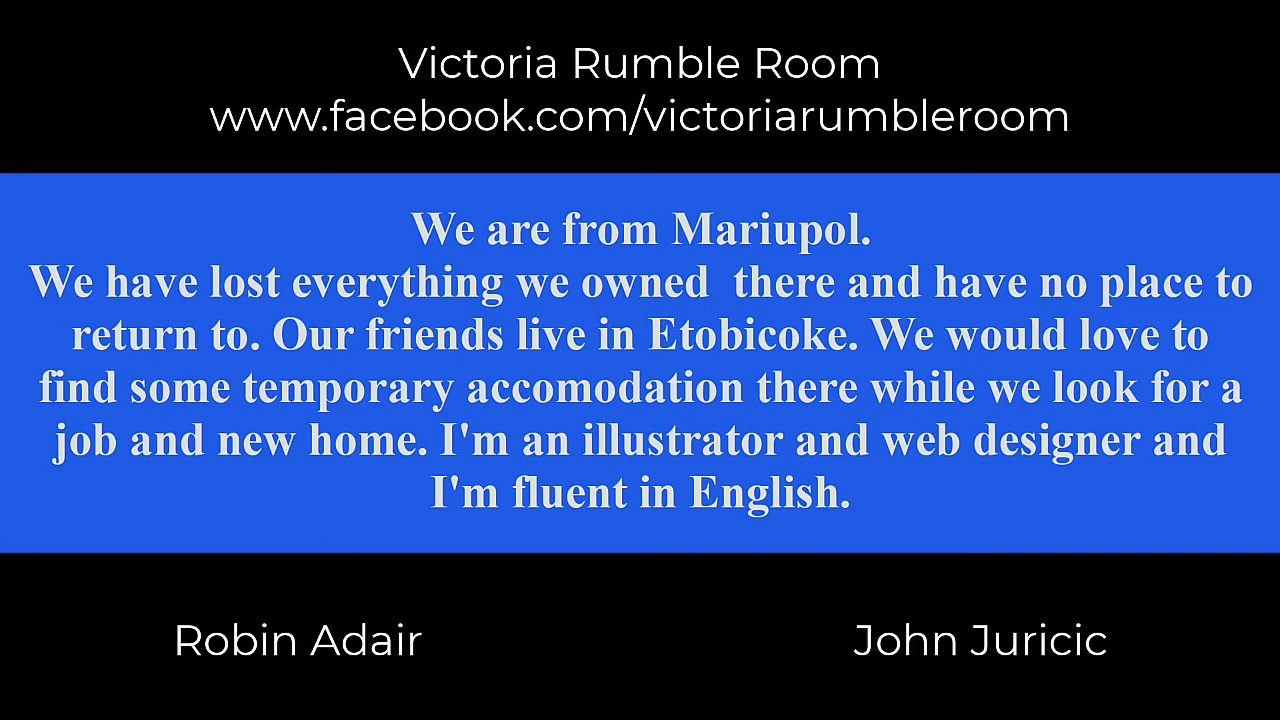 Victoria Rumble Room
www.facebook.com/victoriarumbleroom
We are from Mariupol.
We have lost everything we owned  there and have no place to
return to. Our friends live in Etobicoke. We would love to
find some temporary accomodation there while we look for a
job and new home. I'm an illustrator and web designer and
I'm fluent in English.
Robin Adair
John Juricic